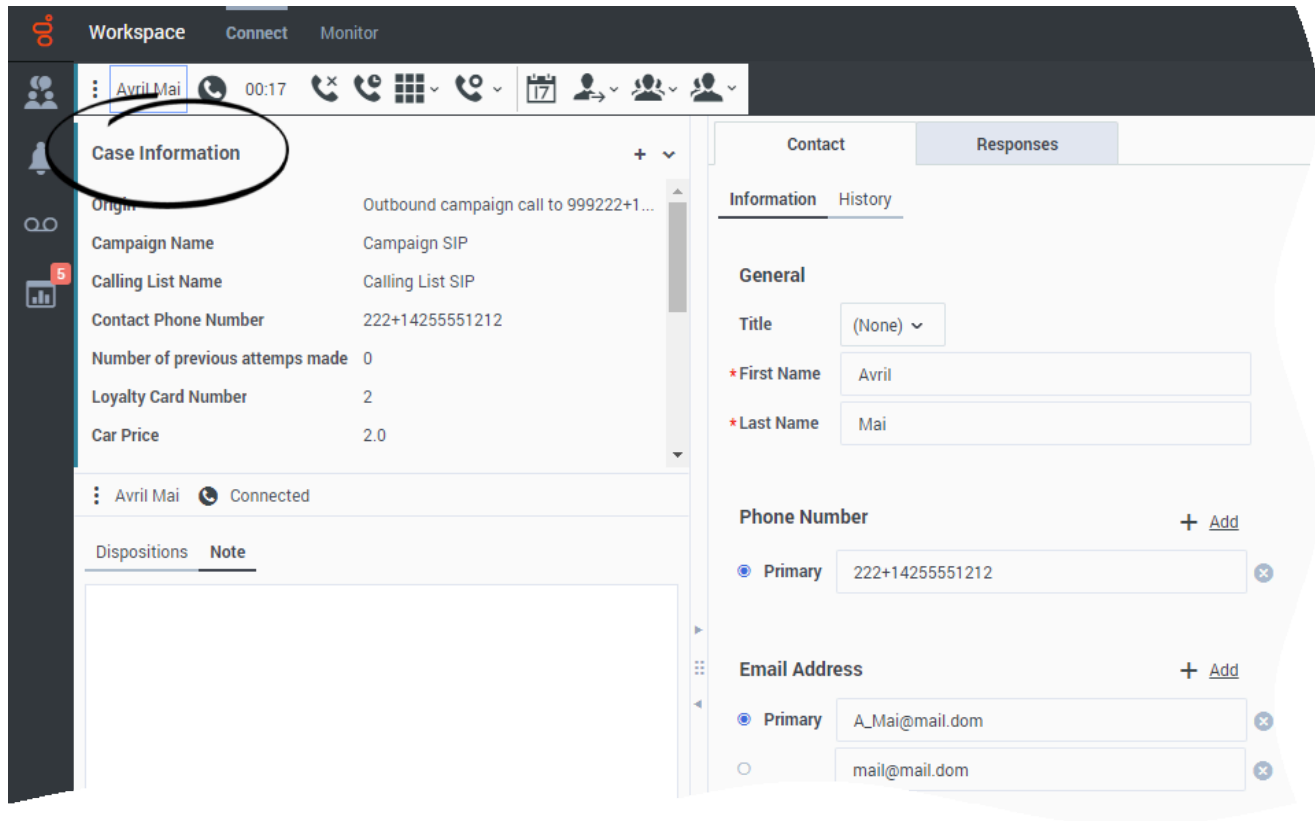 Workspace Connect Monitor
Avril Mai 00:17 17
Case Information
Origin Outbound campaign call to 999222+1...
Campaign Name Campaign SIP
Calling List Name Calling List SIP
Contact Phone Number 222+14255551212
Number of previous attemps made 0
Loyalty Card Number 2
Car Price 2.0
Avril Mai Connected
Dispositions Note
5
Contact Responses
Information History
General
Title (None)
*First Name Avril
*Last Name Mai
Phone Number + Add
Primary 222+14255551212
Email Address + Add
Primary A_Mai@mail.dom
mail@mail.dom